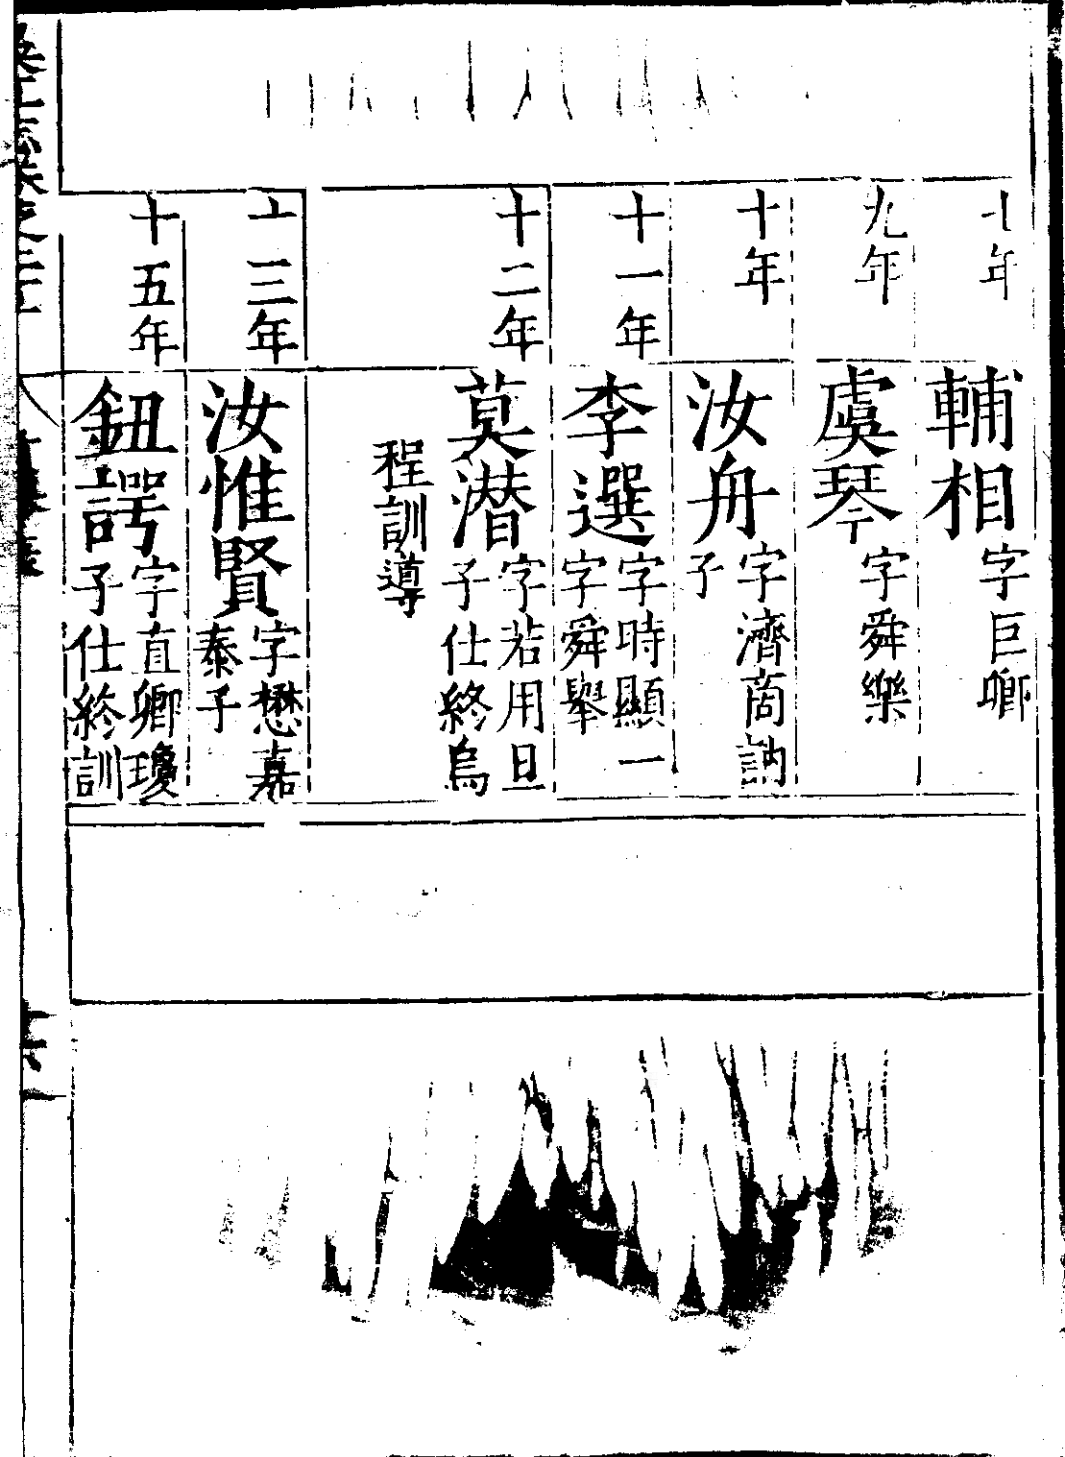 七年
輔相字巨卿
九年
虞琴字舜樂
十年
汝舟字濟商訥
子
十一年
李選字時顯一
字舜舉
十二年
莫潛字若用旦
子仕終烏
程訓導
十三年
汝惟賢字懋嘉
泰子
十五年
鈕諤字直卿瓊
子仕終訓